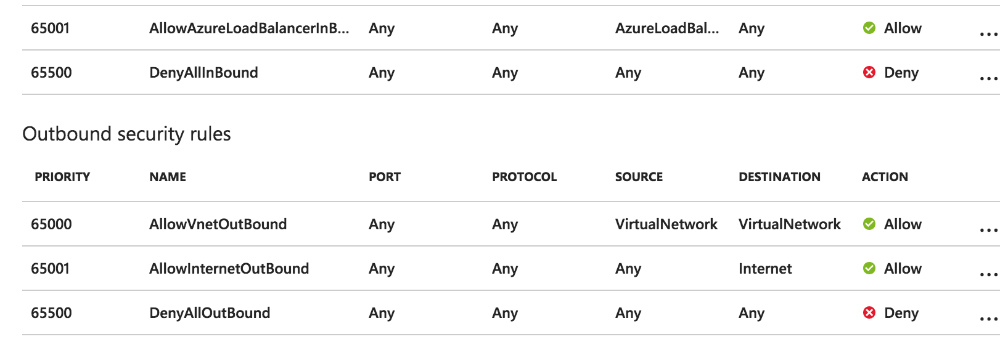 65001 AllowAzureLoadBalancerInB... Any Any AzureLoadBal... Any Allow ...
65500 DenyAllInBound Any Any Any Any Deny ...
Outbound security rules
PRIORITY NAME PORT PROTOCOL SOURCE DESTINATION ACTION
65000 AllowVnetOutBound Any Any VirtualNetwork VirtualNetwork Allow ...
65001 AllowInternetOutBound Any Any Any Internet Allow ...
65500 DenyAllOutBound Any Any Any Any Deny ...